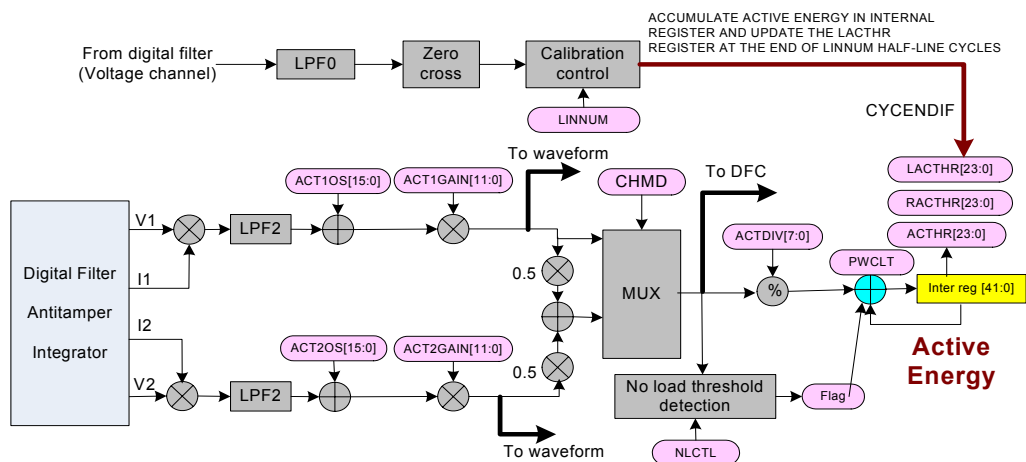 ACCUMULATE ACTIVE ENERGY IN INTERNAL
REGISTER AND UPDATE THE LACTHR
REGISTER AT THE END OF LINNUM HALF-LINE CYCLES
From digital filter
(Voltage channel)
LPF0
Zero
cross
Calibration
control
LINNUM
CYCENDIF
To waveform
To DFC
LACTHR[23:0]
RACTHR[23:0]
ACTHR[23:0]
ACT1OS[15:0]
ACT1GAIN[11:0]
CHMD
ACTDIV[7:0]
PWCLT
V1
LPF2
I1
0.5
Digital Filter
Antitamper
Integrator
MUX
%
Inter reg [41:0]
I2
ACT2OS[15:0]
ACT2GAIN[11:0]
0.5
Active
Energy
V2
LPF2
No load threshold
detection
Flag
To waveform
NLCTL